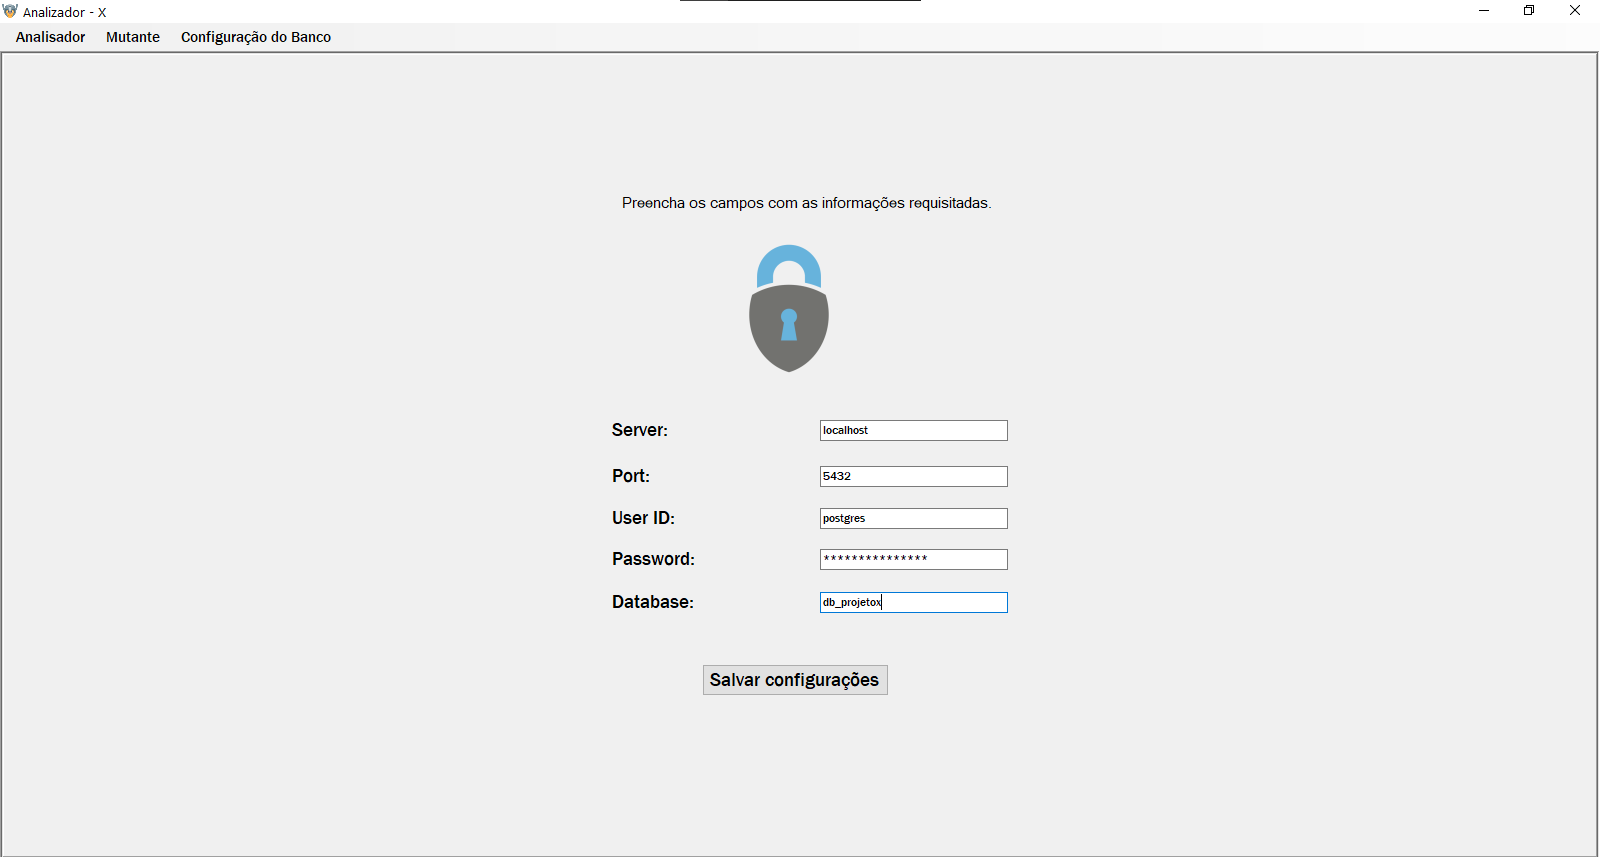 Analizador - X
Analisador Mutante Configuração do Banco
Preencha os campos com as informações requisitadas.
Server: localhost
Port: 5432
User ID: postgres
Password: ***************
Database: db_projetox
Salvar configurações